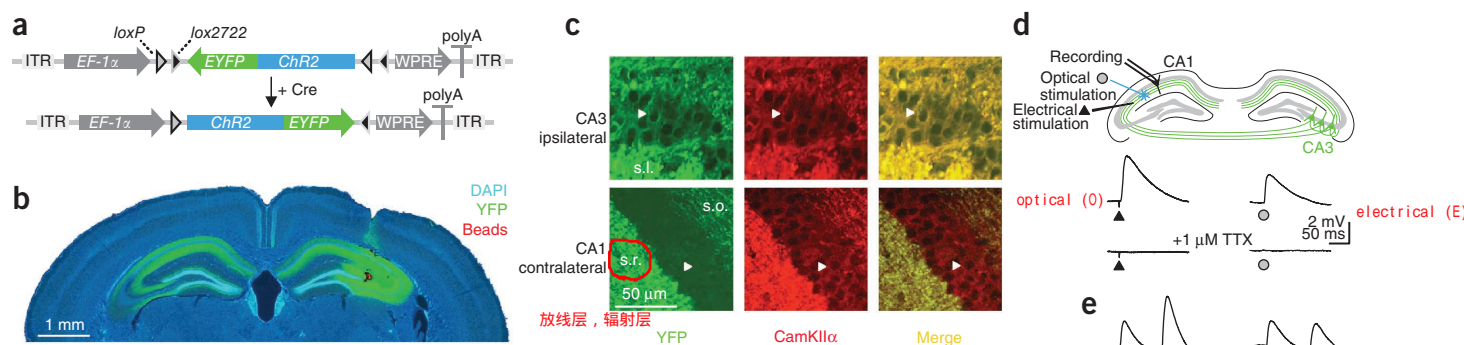 a
loxP
lox2722
polyA
ITR
EF-1α
EYFP
ChR2
WPRE
ITR
+ Cre
polyA
ITR
EF-1α
ChR2
EYFP
WPRE
ITR
b
DAPI
YFP
Beads
1 mm
c
CA3
ipsilateral
s.l.
CA1
contralateral
s.o.
s.r.
50 μm
放线层，辐射层
YFP
CamKIIα
Merge
d
Recording
CA1
Optical
stimulation
Electrical
stimulation
CA3
optical (O)
electrical (E)
2 mV
50 ms
+1 μM TTX
e